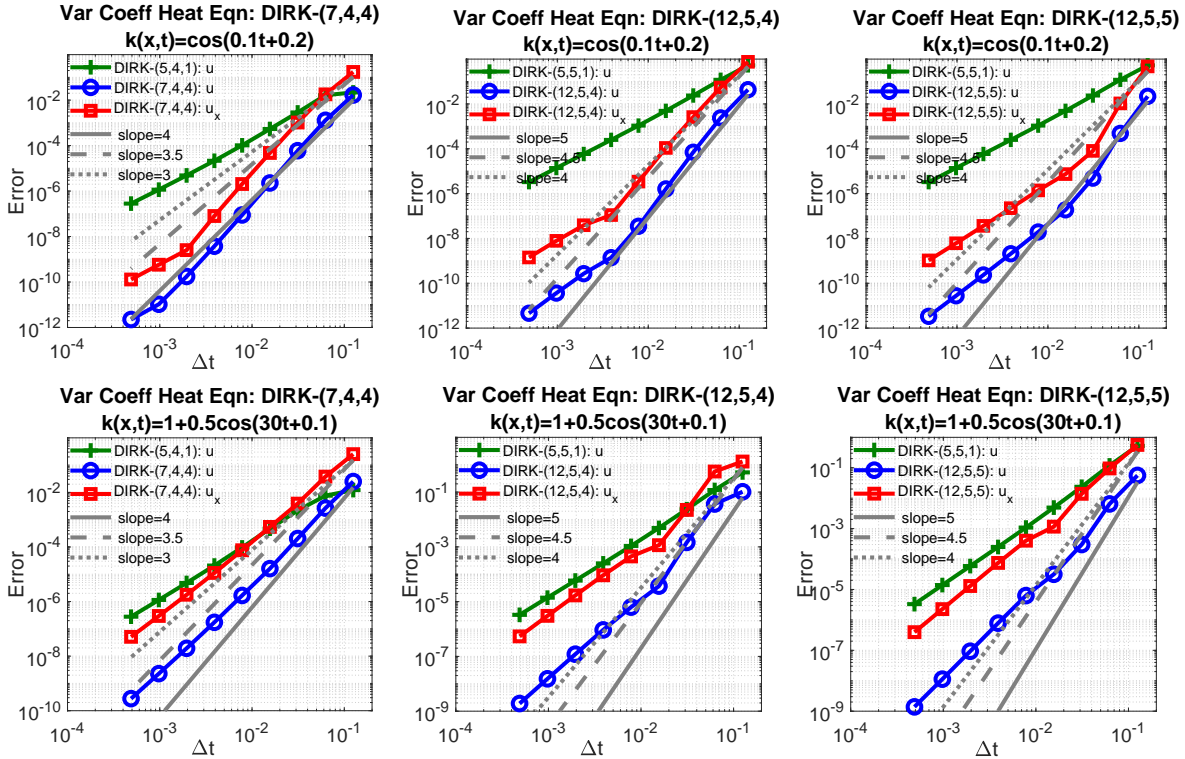 Var Coeff Heat Eqn: DIRK-(7,4,4)
k(x,t)=cos(0.1t+0.2)
DIRK-(5,4,1): u
DIRK-(7,4,4): u
DIRK-(7,4,4): u_x
slope=4
slope=3.5
slope=3
Error
10^-2
10^-4
10^-6
10^-8
10^-10
10^-12
10^-4 10^-3 10^-2 10^-1
Δt
Var Coeff Heat Eqn: DIRK-(12,5,4)
k(x,t)=cos(0.1t+0.2)
DIRK-(5,5,1): u
DIRK-(12,5,4): u
DIRK-(12,5,4): u_x
slope=5
slope=4.5
slope=4
Error
10^-2
10^-4
10^-6
10^-8
10^-10
10^-12
10^-4 10^-3 10^-2 10^-1
Δt
Var Coeff Heat Eqn: DIRK-(12,5,5)
k(x,t)=cos(0.1t+0.2)
DIRK-(5,5,1): u
DIRK-(12,5,5): u
DIRK-(12,5,5): u_x
slope=5
slope=4.5
slope=4
Error
10^-2
10^-4
10^-6
10^-8
10^-10
10^-12
10^-4 10^-3 10^-2 10^-1
Δt
Var Coeff Heat Eqn: DIRK-(7,4,4)
k(x,t)=1+0.5cos(30t+0.1)
DIRK-(5,4,1): u
DIRK-(7,4,4): u
DIRK-(7,4,4): u_x
slope=4
slope=3.5
slope=3
Error
10^-2
10^-4
10^-6
10^-8
10^-10
10^-4 10^-3 10^-2 10^-1
Δt
Var Coeff Heat Eqn: DIRK-(12,5,4)
k(x,t)=1+0.5cos(30t+0.1)
DIRK-(5,5,1): u
DIRK-(12,5,4): u
DIRK-(12,5,4): u_x
slope=5
slope=4.5
slope=4
Error
10^-1
10^-3
10^-5
10^-7
10^-9
10^-4 10^-3 10^-2 10^-1
Δt
Var Coeff Heat Eqn: DIRK-(12,5,5)
k(x,t)=1+0.5cos(30t+0.1)
DIRK-(5,5,1): u
DIRK-(12,5,5): u
DIRK-(12,5,5): u_x
slope=5
slope=4.5
slope=4
Error
10^-1
10^-3
10^-5
10^-7
10^-9
10^-4 10^-3 10^-2 10^-1
Δt